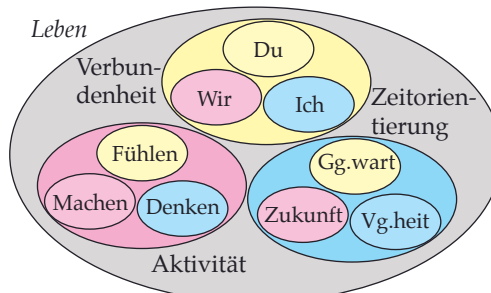 Leben
Du
Verbun-
denheit
Wir
Ich
Zeitorien-
tierung
Fühlen
Machen
Denken
Gg.wart
Zukunft
Vg.heit
Aktivität